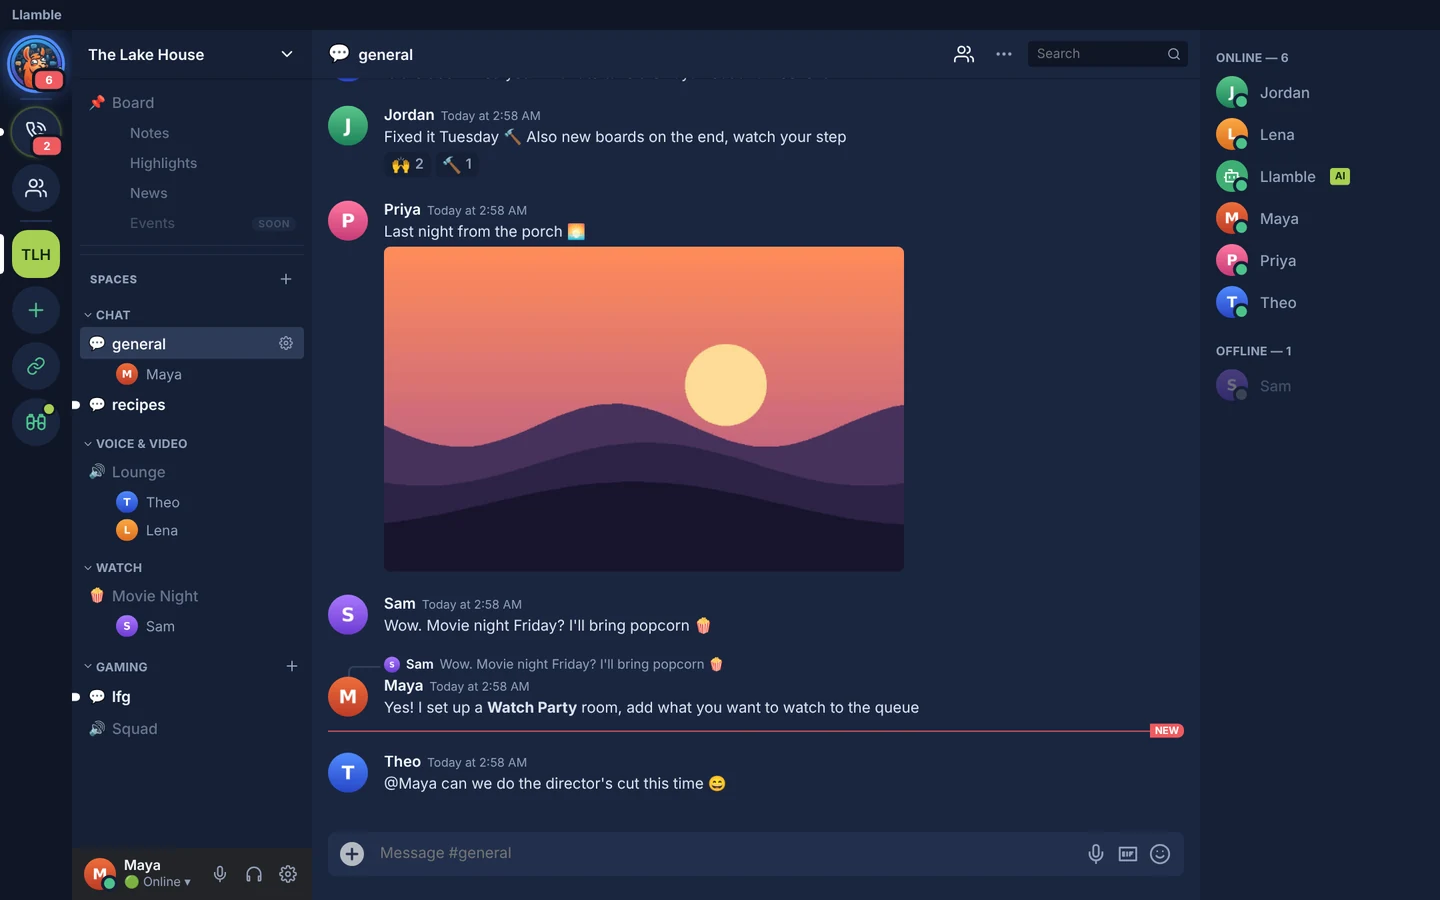 Llamble
6
2
TLH
The Lake House
Board
Notes
Highlights
News
Events SOON
SPACES
CHAT
general
M Maya
recipes
VOICE & VIDEO
Lounge
T Theo
L Lena
WATCH
Movie Night
S Sam
GAMING
lfg
Squad
M Maya
Online
general
Search
J Jordan Today at 2:58 AM
Fixed it Tuesday 🔨 Also new boards on the end, watch your step
🙌 2 🔨 1
P Priya Today at 2:58 AM
Last night from the porch 🌅
S Sam Today at 2:58 AM
Wow. Movie night Friday? I'll bring popcorn 🍿
S Sam Wow. Movie night Friday? I'll bring popcorn 🍿
M Maya Today at 2:58 AM
Yes! I set up a Watch Party room, add what you want to watch to the queue
NEW
T Theo Today at 2:58 AM
@Maya can we do the director's cut this time 😄
Message #general
GIF
ONLINE — 6
J Jordan
L Lena
Llamble AI
M Maya
P Priya
T Theo
OFFLINE — 1
S Sam